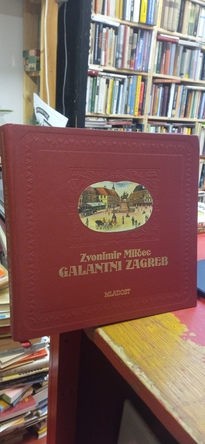 Zvonimir Milčec
GALANTNI ZAGREB
MLADOST